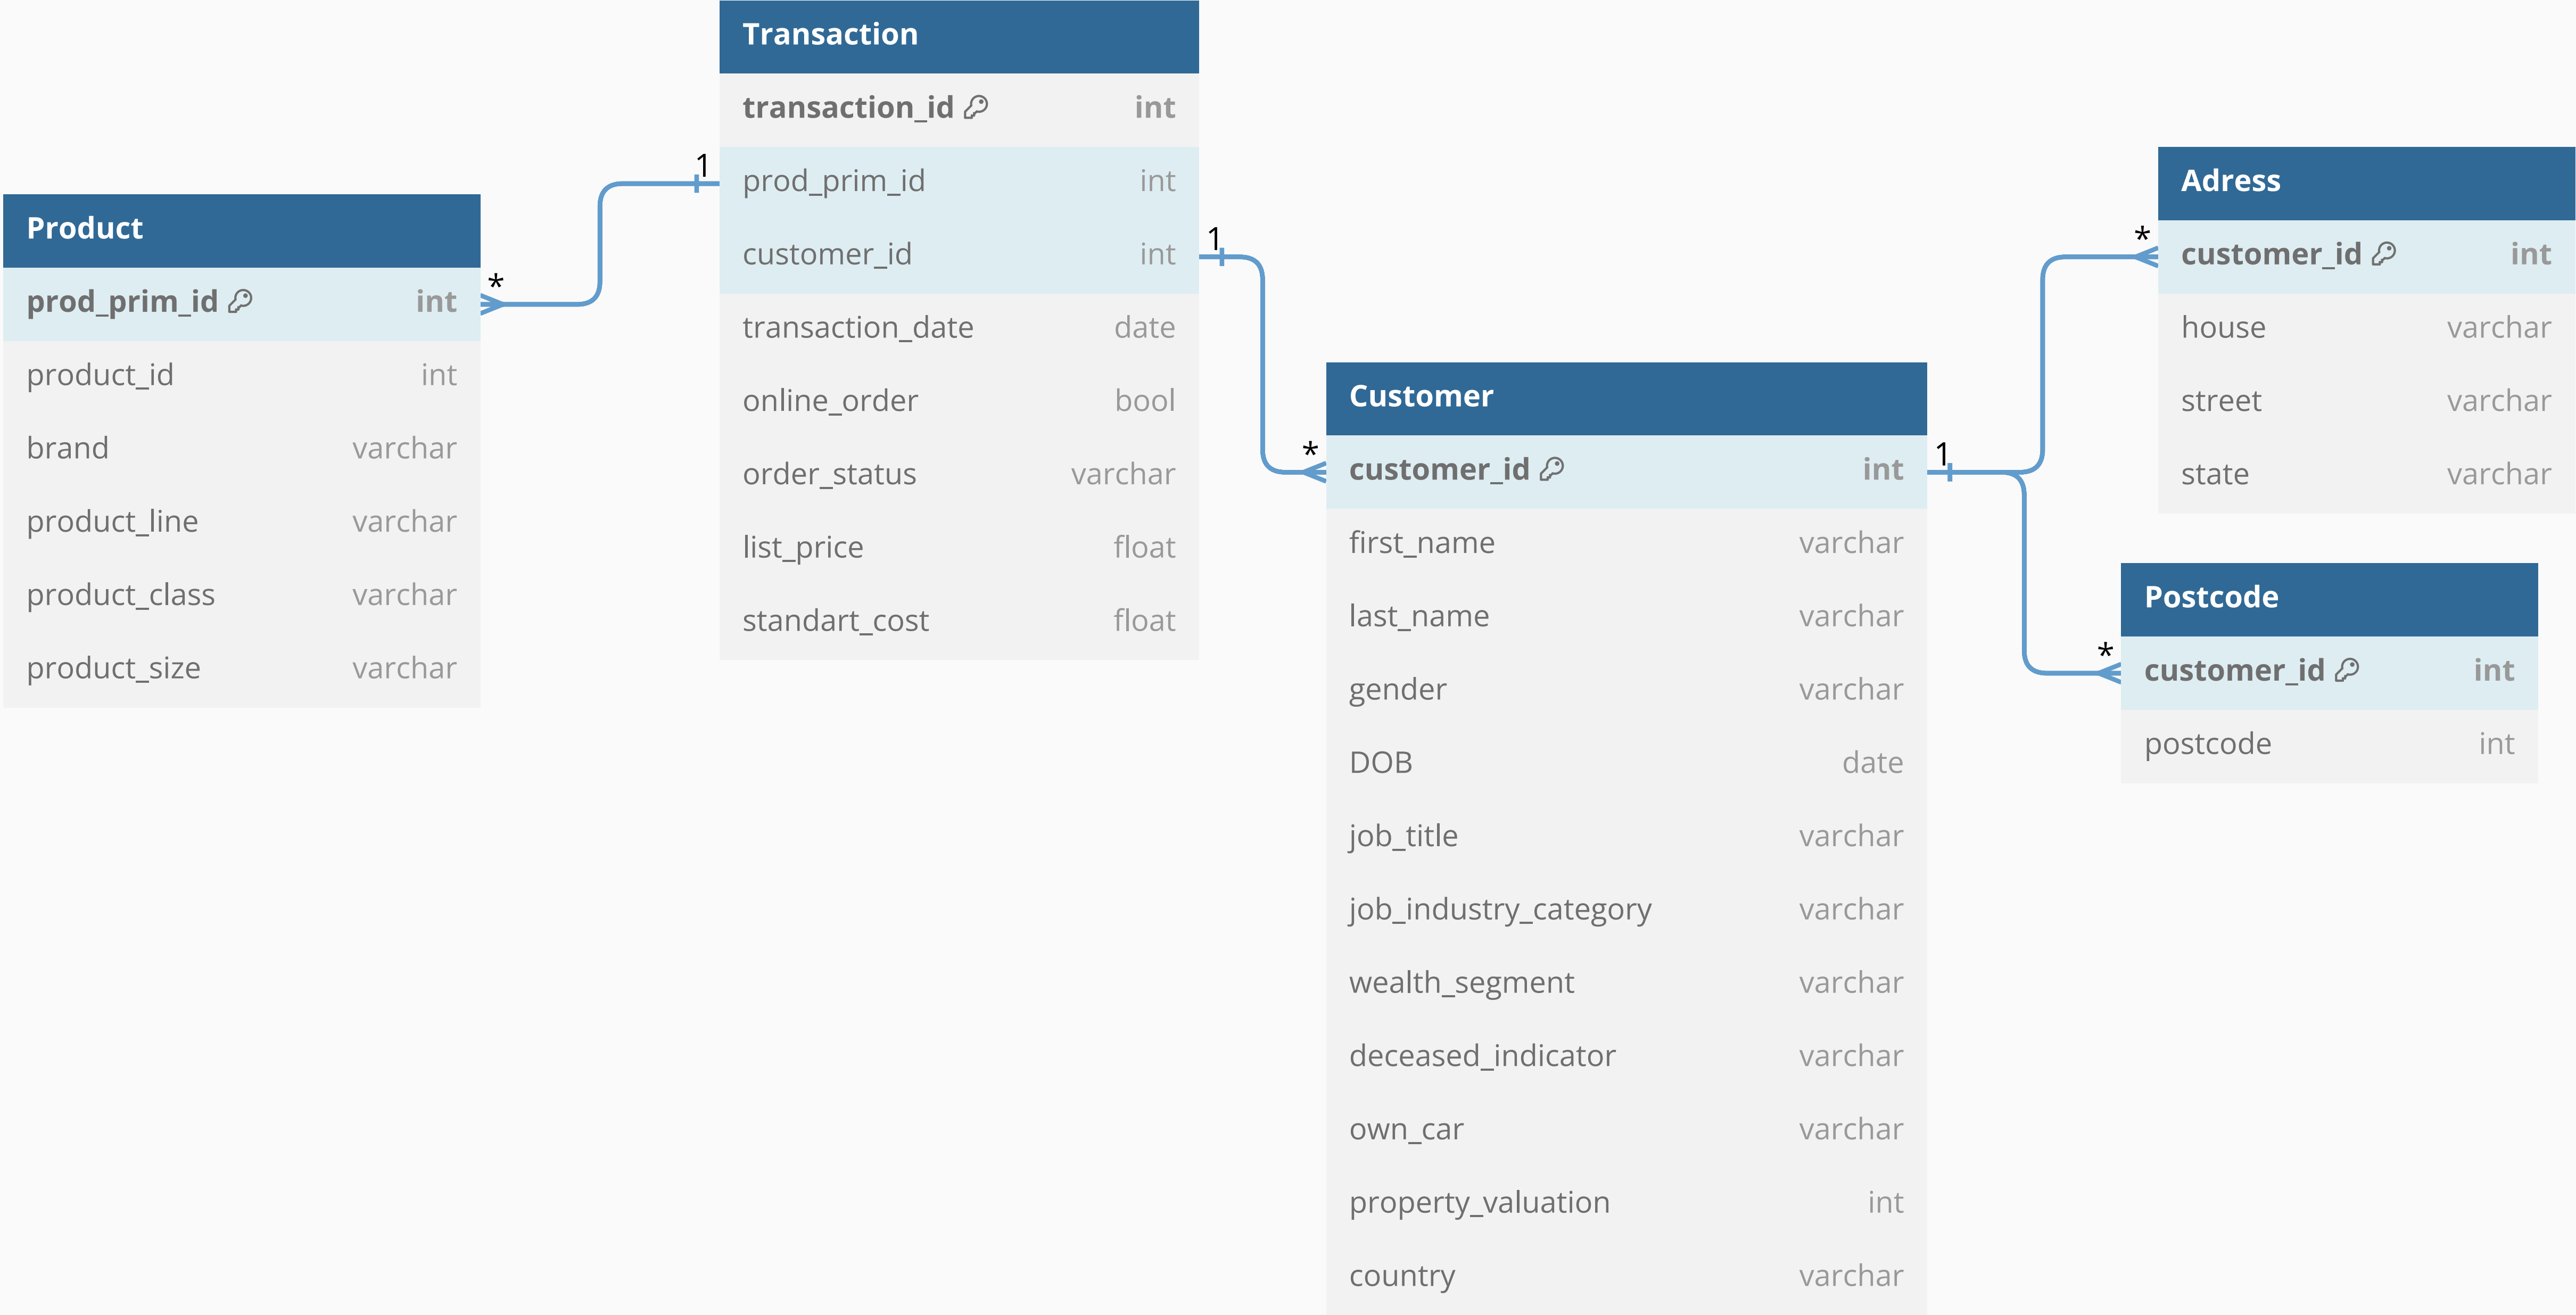 Product
prod_prim_id int
product_id int
brand varchar
product_line varchar
product_class varchar
product_size varchar
*
1
Transaction
transaction_id int
prod_prim_id int
customer_id int
transaction_date date
online_order bool
order_status varchar
list_price float
standart_cost float
1
*
Customer
customer_id int
first_name varchar
last_name varchar
gender varchar
DOB date
job_title varchar
job_industry_category varchar
wealth_segment varchar
deceased_indicator varchar
own_car varchar
property_valuation int
country varchar
1
*
Adress
customer_id int
house varchar
street varchar
state varchar
*
Postcode
customer_id int
postcode int